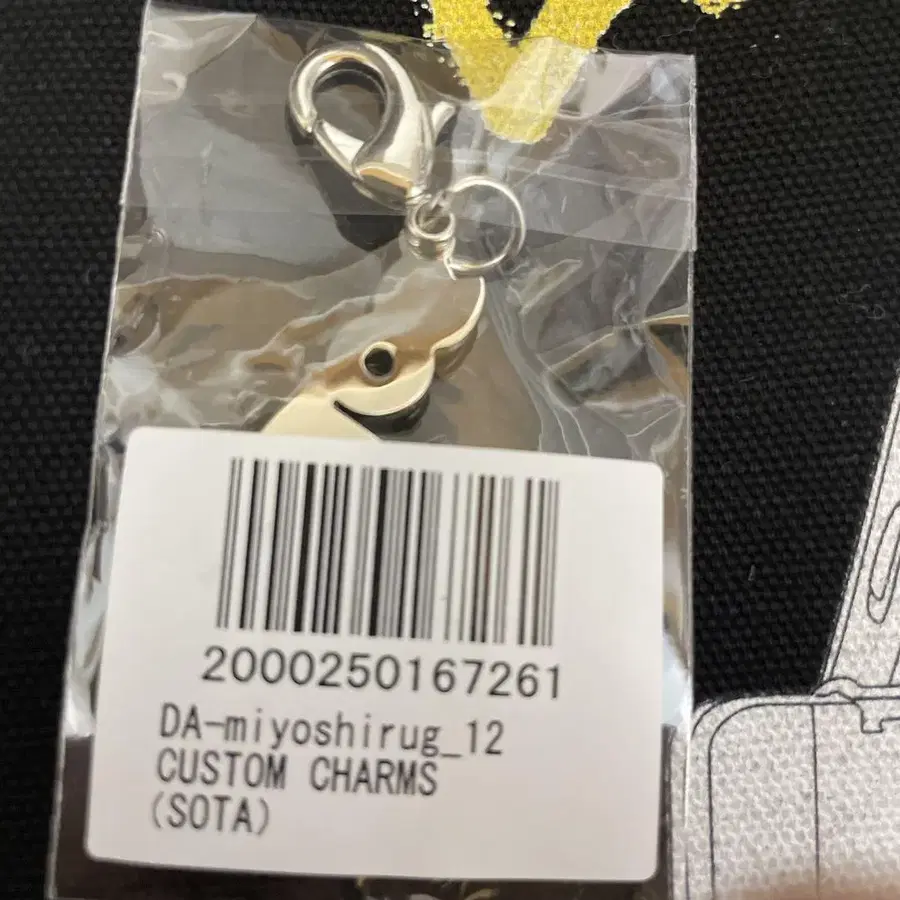 2000250167261
DA-miyoshirug_12
CUSTOM CHARMS
(SOTA)